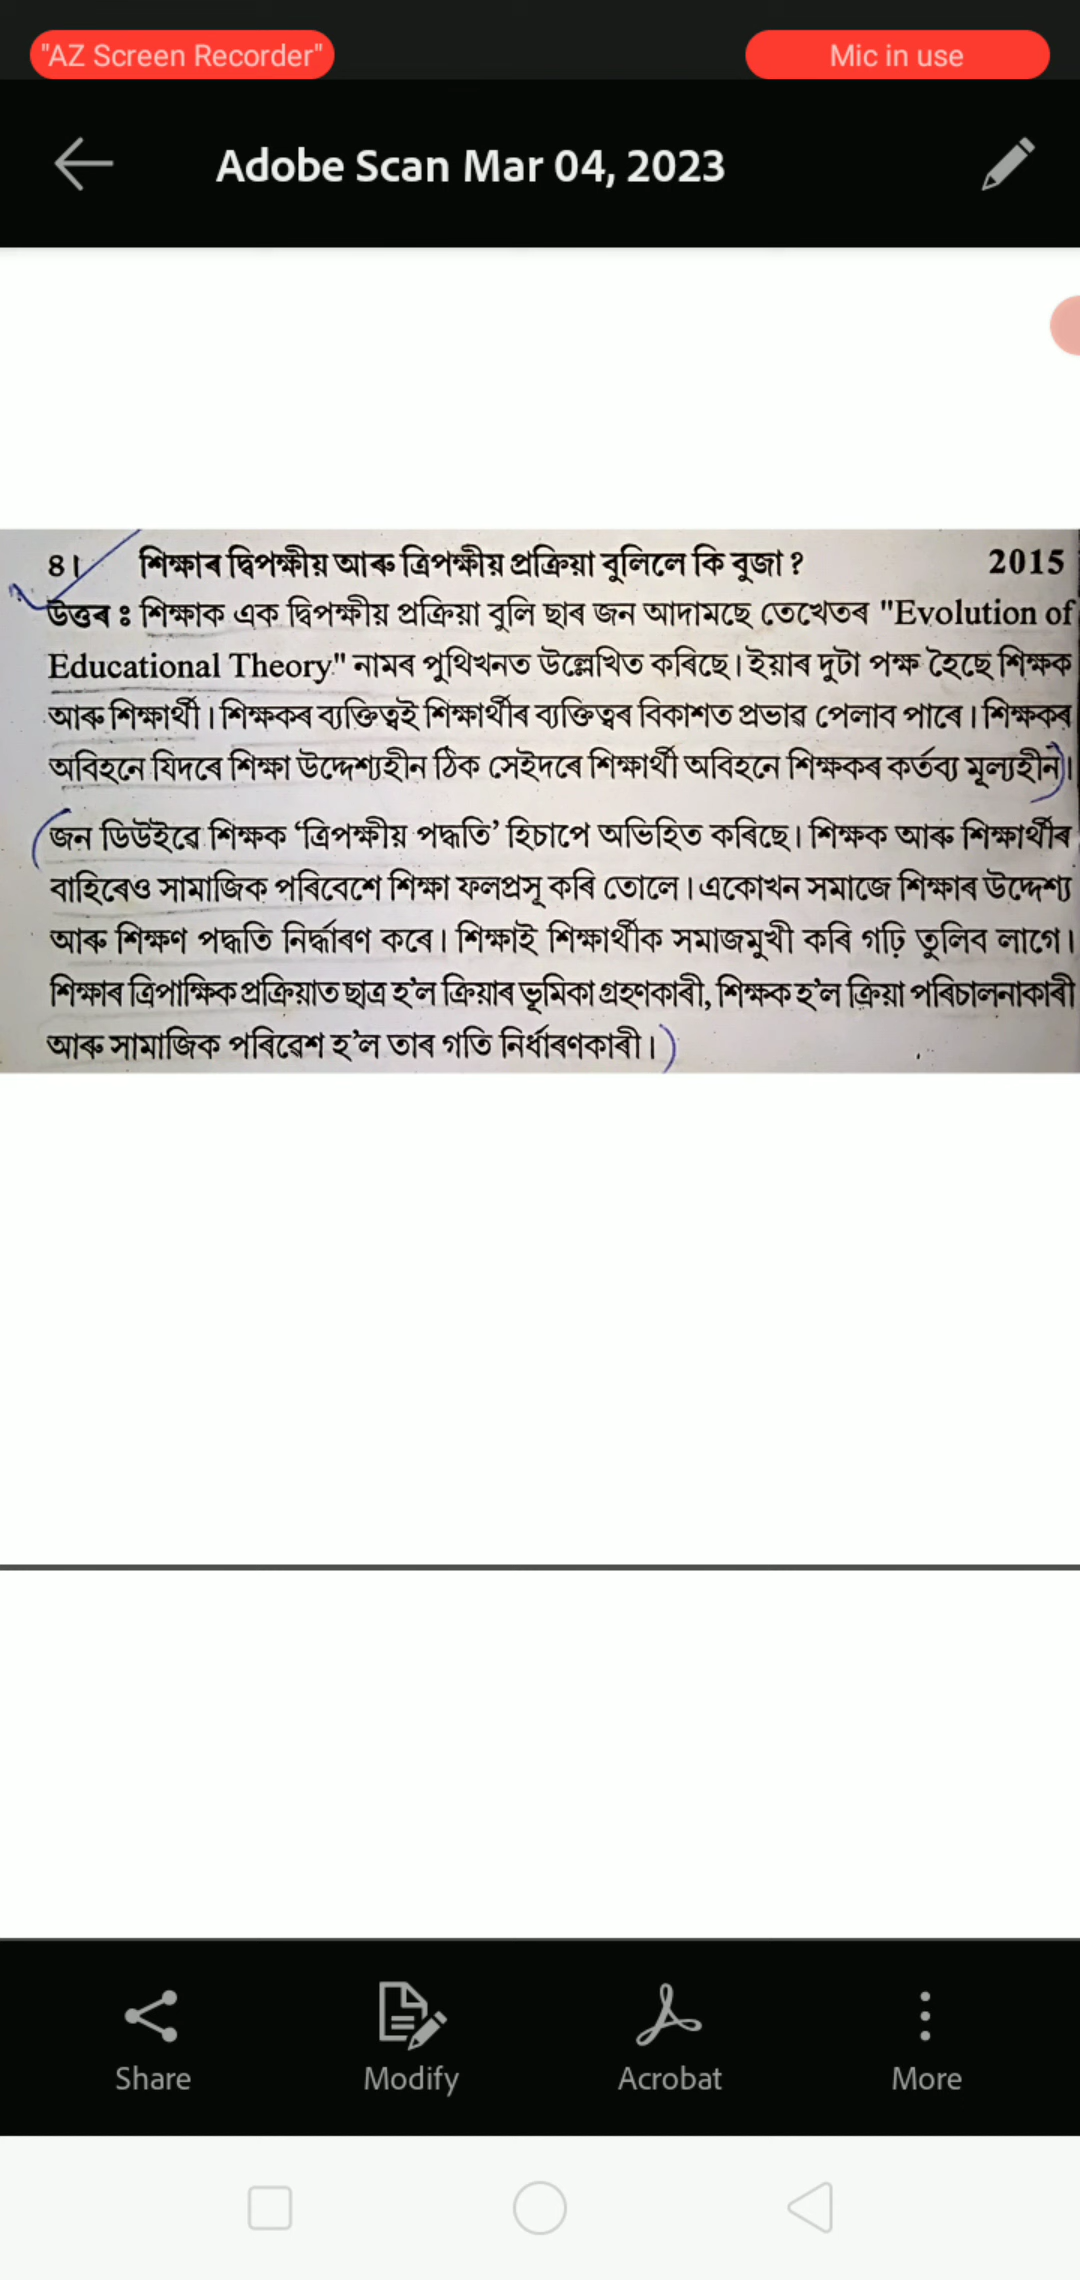 "AZ Screen Recorder"
Mic in use
Adobe Scan Mar 04, 2023
৪। শিক্ষাৰ দ্বিপক্ষীয় আৰু ত্ৰিপক্ষীয় প্ৰক্ৰিয়া বুলিলে কি বুজা ? 2015
উত্তৰ ঃ শিক্ষাক এক দ্বিপক্ষীয় প্ৰক্ৰিয়া বুলি ছাৰ জন আদামছে তেখেতৰ "Evolution of
Educational Theory" নামৰ পুথিখনত উল্লেখিত কৰিছে। ইয়াৰ দুটা পক্ষ হৈছে শিক্ষক
আৰু শিক্ষাৰ্থী। শিক্ষকৰ ব্যক্তিত্বই শিক্ষাৰ্থীৰ ব্যক্তিত্বৰ বিকাশত প্ৰভাৱ পেলাব পাৰে। শিক্ষকৰ
অবিহনে যিদৰে শিক্ষা উদ্দেশ্যহীন ঠিক সেইদৰে শিক্ষাৰ্থী অবিহনে শিক্ষকৰ কৰ্তব্য মূল্যহীন।
জন ডিউইৱে শিক্ষক ‘ত্ৰিপক্ষীয় পদ্ধতি’ হিচাপে অভিহিত কৰিছে। শিক্ষক আৰু শিক্ষাৰ্থীৰ
বাহিৰেও সামাজিক পৰিবেশে শিক্ষা ফলপ্ৰসূ কৰি তোলে। একোখন সমাজে শিক্ষাৰ উদ্দেশ্য
আৰু শিক্ষণ পদ্ধতি নিৰ্দ্ধাৰণ কৰে। শিক্ষাই শিক্ষাৰ্থীক সমাজমুখী কৰি গঢ়ি তুলিব লাগে।
শিক্ষাৰ ত্ৰিপাক্ষিক প্ৰক্ৰিয়াত ছাত্ৰ হ’ল ক্ৰিয়াৰ ভূমিকা গ্ৰহণকাৰী, শিক্ষক হ’ল ক্ৰিয়া পৰিচালনাকাৰী
আৰু সামাজিক পৰিৱেশ হ’ল তাৰ গতি নিৰ্ধাৰণকাৰী।
Share Modify Acrobat More